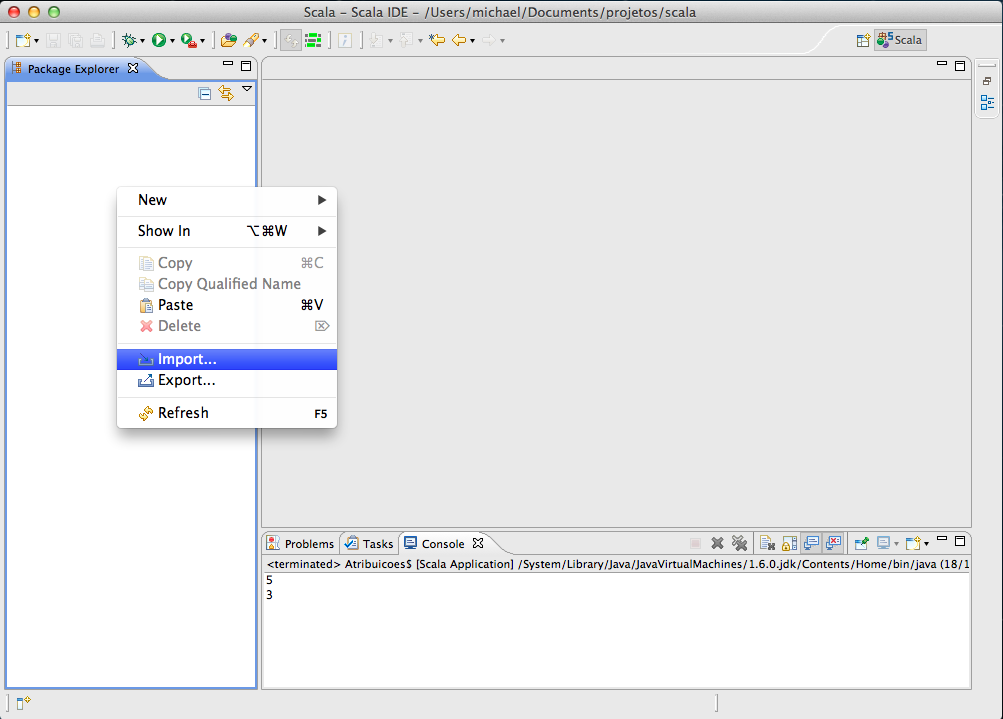 Scala – Scala IDE – /Users/michael/Documents/projetos/scala
Scala
Package Explorer
New
Show In ⌥⌘W
Copy ⌘C
Copy Qualified Name
Paste ⌘V
Delete ⌦
Import...
Export...
Refresh F5
Problems Tasks Console
<terminated> Atribuicoes$ [Scala Application] /System/Library/Java/JavaVirtualMachines/1.6.0.jdk/Contents/Home/bin/java (18/1
5
3